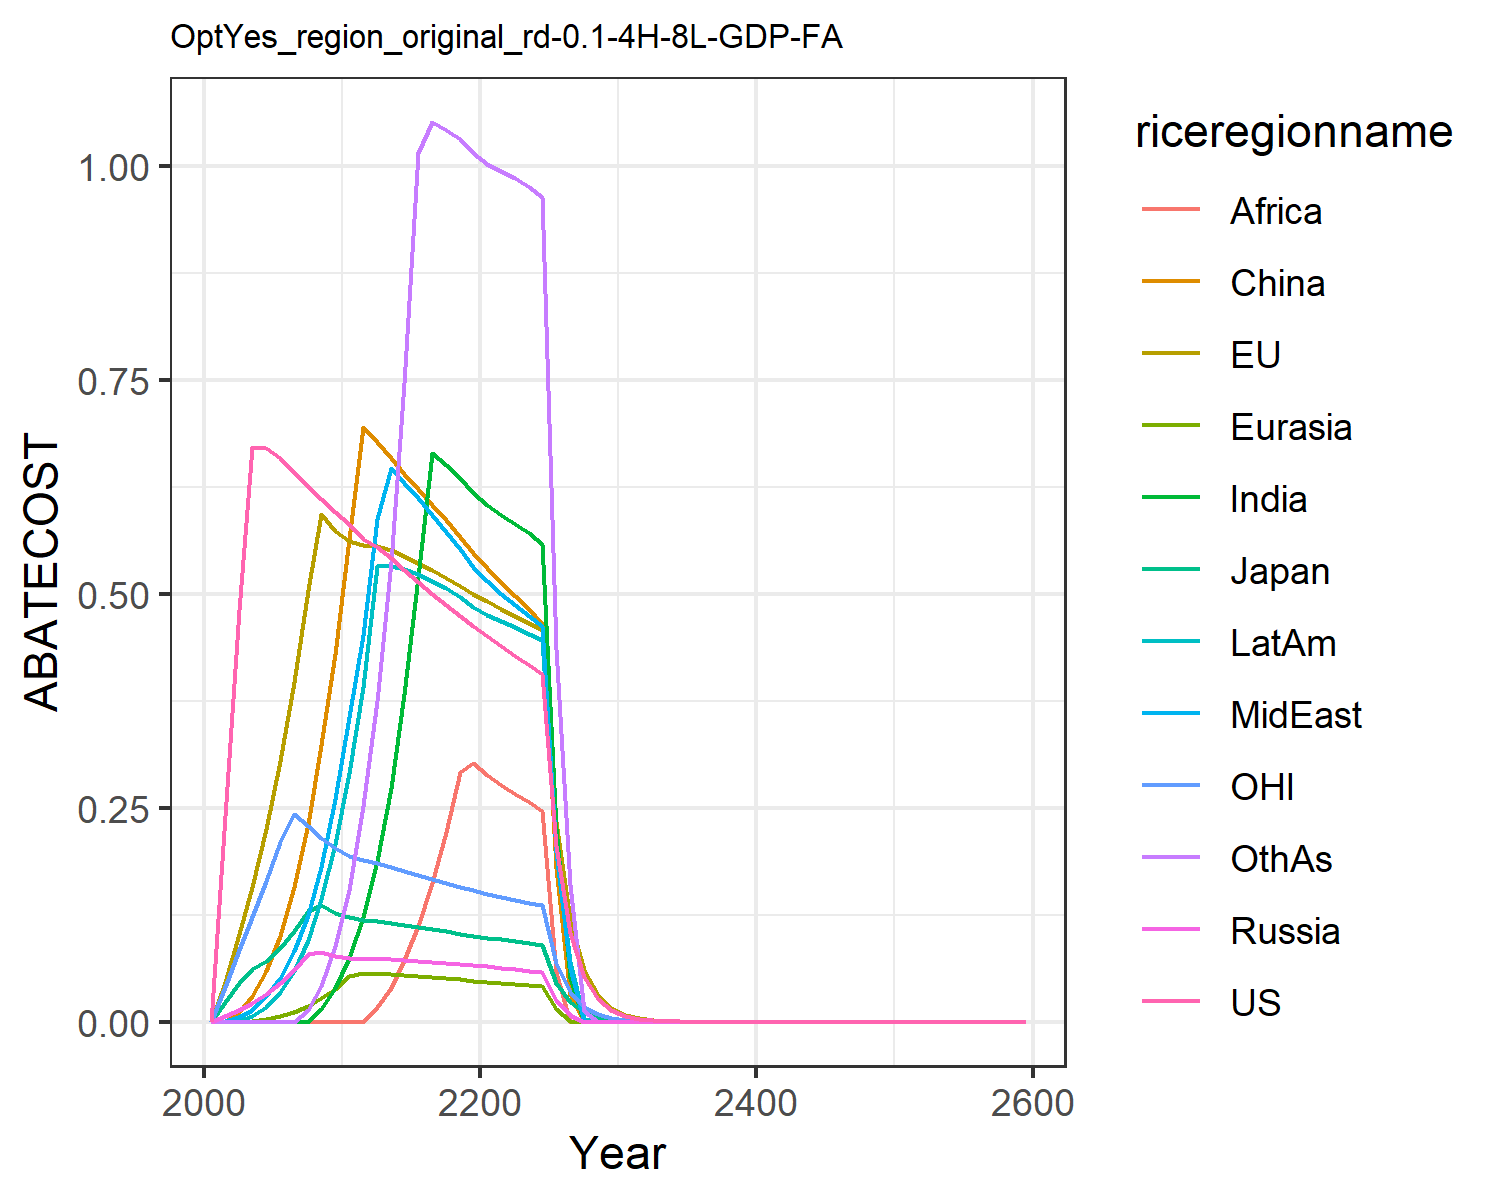 OptYes_region_original_rd-0.1-4H-8L-GDP-FA
ABATECOST
1.00
0.75
0.50
0.25
0.00
2000
2200
2400
2600
Year
riceregionname
Africa
China
EU
Eurasia
India
Japan
LatAm
MidEast
OHI
OthAs
Russia
US